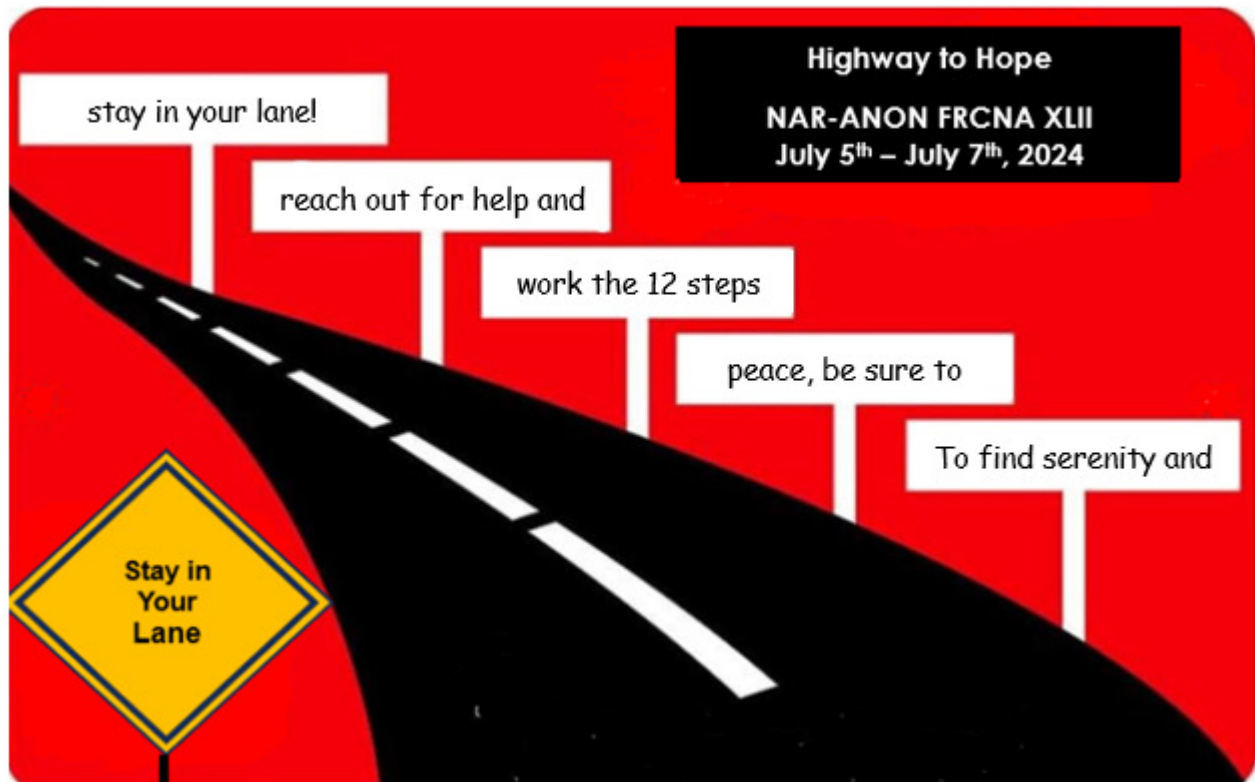 Highway to Hope
NAR-ANON FRCNA XLII
July 5th – July 7th, 2024
To find serenity and
peace, be sure to
work the 12 steps
reach out for help and
stay in your lane!
Stay in
Your
Lane